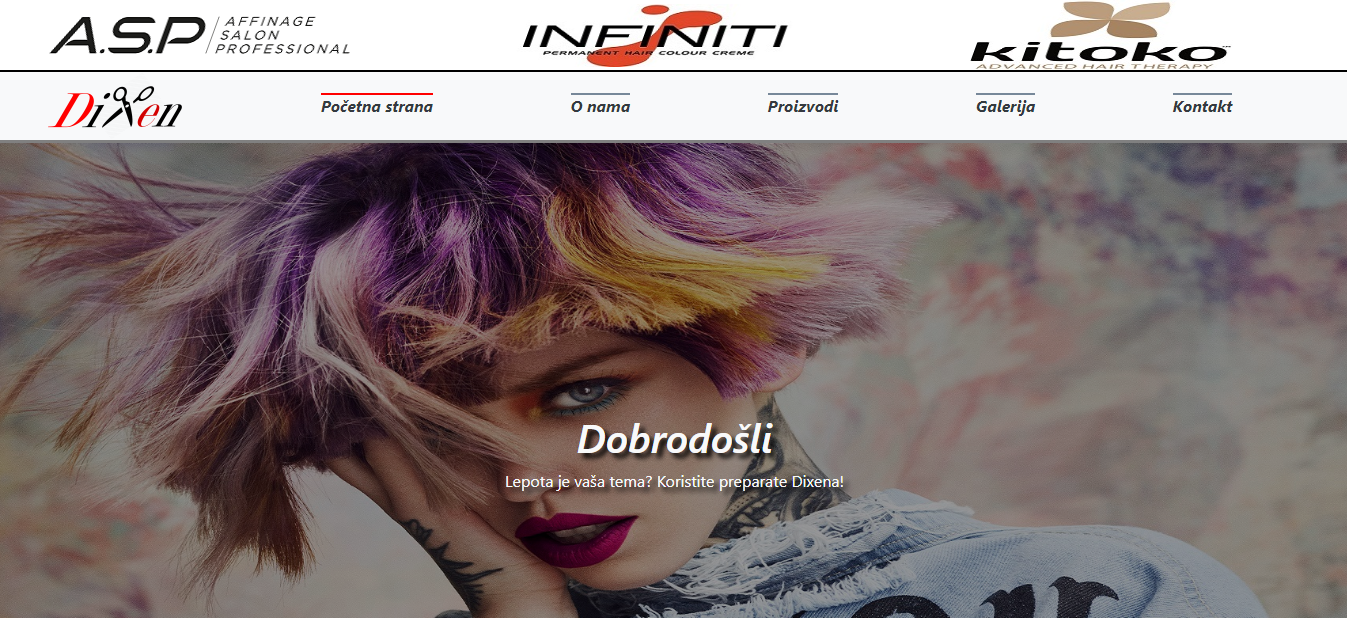 A.S.P AFFINAGE
SALON
PROFESSIONAL
INFINITI
PERMANENT HAIR COLOUR CREME
kitoko
ADVANCED HAIR THERAPY
Dixen
Početna strana
O nama
Proizvodi
Galerija
Kontakt
Dobrodošli
Lepota je vaša tema? Koristite preparate Dixena!